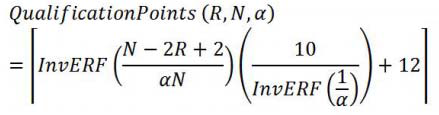 QualificationPoints (R, N, α)
= ⌈InvERF ((N − 2R + 2)/(αN)) (10/(InvERF (1/α))) + 12⌉